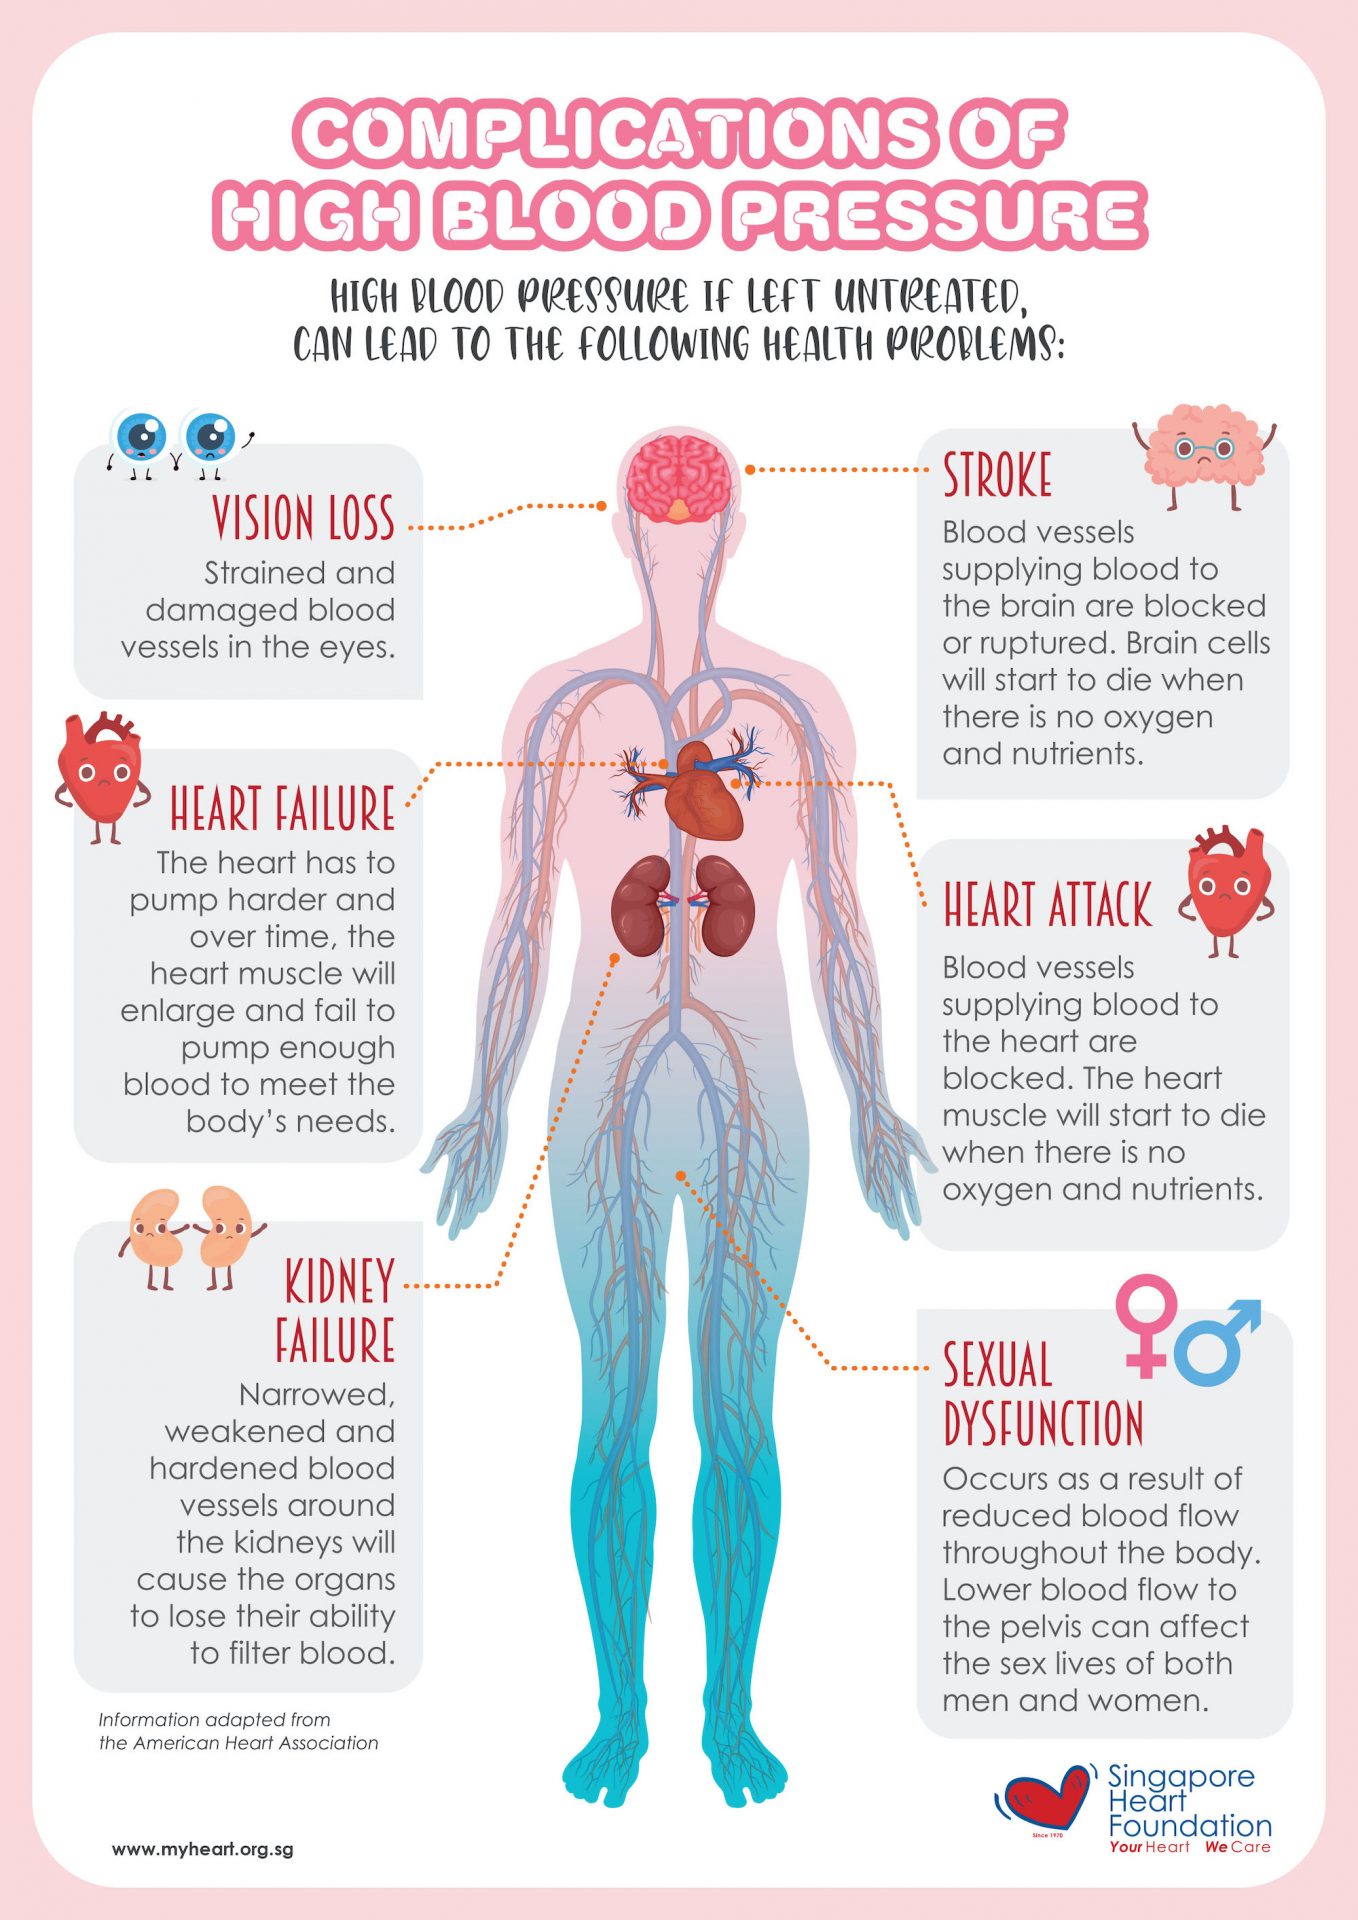 COMPLICATIONS OF
HIGH BLOOD PRESSURE
HIGH BLOOD PRESSURE IF LEFT UNTREATED,
CAN LEAD TO THE FOLLOWING HEALTH PROBLEMS:
VISION LOSS
Strained and
damaged blood
vessels in the eyes.
HEART FAILURE
The heart has to
pump harder and
over time, the
heart muscle will
enlarge and fail to
pump enough
blood to meet the
body's needs.
KIDNEY
FAILURE
Narrowed,
weakened and
hardened blood
vessels around
the kidneys will
cause the organs
to lose their ability
to filter blood.
STROKE
Blood vessels
supplying blood to
the brain are blocked
or ruptured. Brain cells
will start to die when
there is no oxygen
and nutrients.
HEART ATTACK
Blood vessels
supplying blood to
the heart are
blocked. The heart
muscle will start to die
when there is no
oxygen and nutrients.
SEXUAL
DYSFUNCTION
Occurs as a result of
reduced blood flow
throughout the body.
Lower blood flow to
the pelvis can affect
the sex lives of both
men and women.
Information adapted from
the American Heart Association
www.myheart.org.sg
Singapore
Heart
Foundation
Your Heart We Care
Since 1970